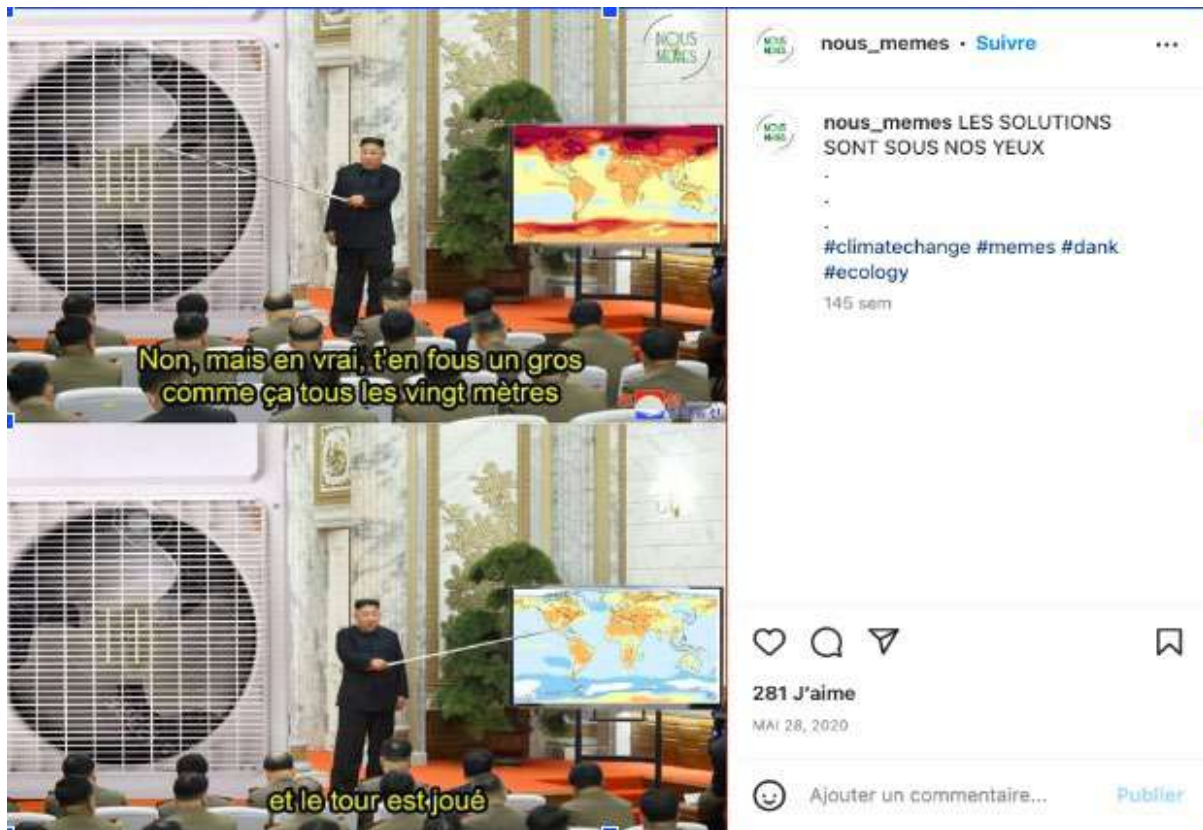 NOUS
MEMES
Non, mais en vrai, t'en fous un gros
comme ça tous les vingt mètres
et le tour est joué
nous_memes • Suivre
nous_memes LES SOLUTIONS
SONT SOUS NOS YEUX
.
.
.
#climatechange #memes #dank
#ecology
145 sem
281 J'aime
MAI 28, 2020
Ajouter un commentaire...
Publier